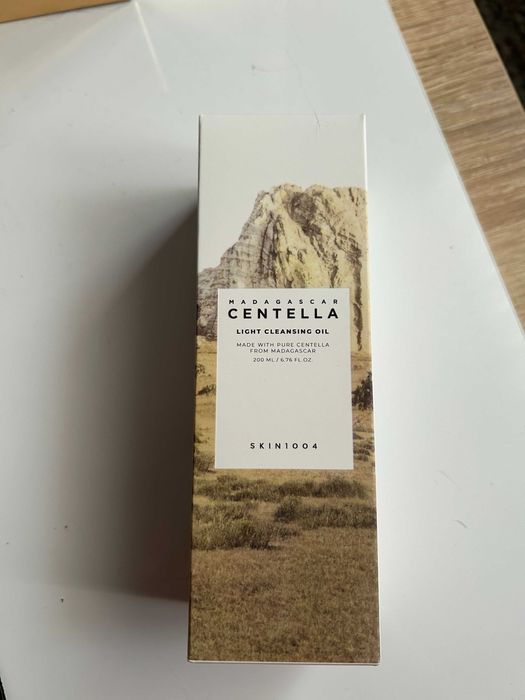 MADAGASCAR
CENTELLA
LIGHT CLEANSING OIL
MADE WITH PURE CENTELLA
FROM MADAGASCAR
200 ML / 6.76 FL.OZ.
SKIN1004